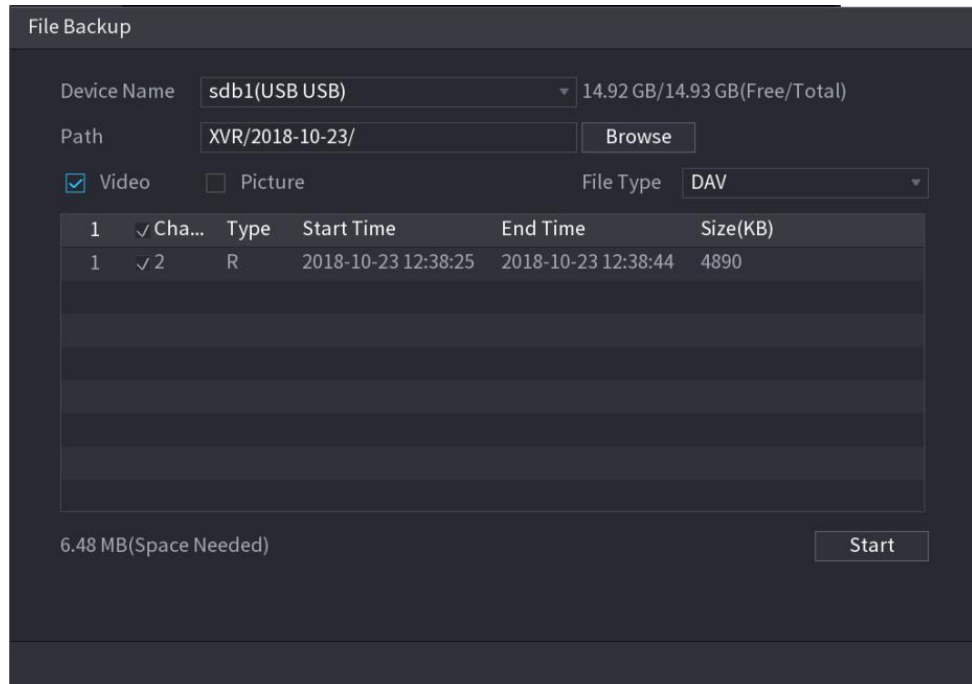 File Backup
Device Name sdb1(USB USB) 14.92 GB/14.93 GB(Free/Total)
Path XVR/2018-10-23/ Browse
Video Picture File Type DAV
1 Cha... Type Start Time End Time Size(KB)
1 2 R 2018-10-23 12:38:25 2018-10-23 12:38:44 4890
6.48 MB(Space Needed) Start